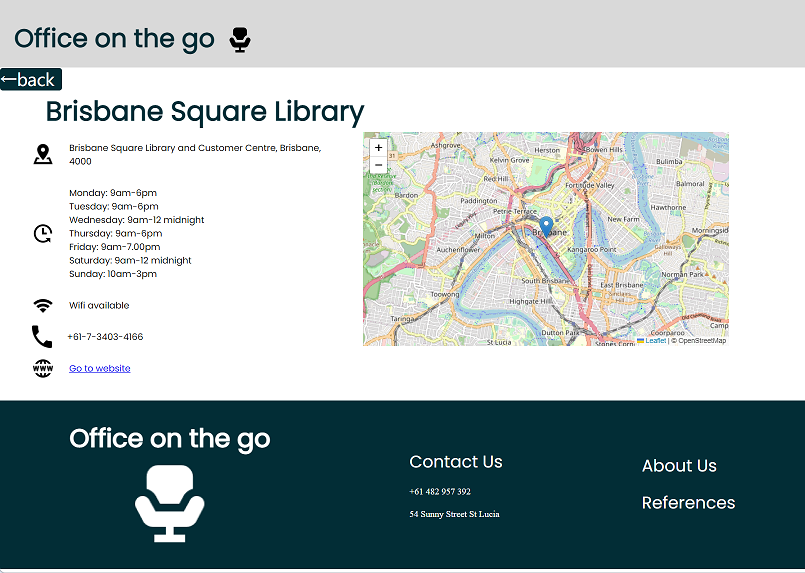 Office on the go
←back
Brisbane Square Library
Brisbane Square Library and Customer Centre, Brisbane,
4000
Monday: 9am-6pm
Tuesday: 9am-6pm
Wednesday: 9am-12 midnight
Thursday: 9am-6pm
Friday: 9am-7.00pm
Saturday: 9am-12 midnight
Sunday: 10am-3pm
Wifi available
+61-7-3403-4166
WWW
Go to website
+
−
31
Ashgrove
Herston
Bowen Hills
Kelvin Grove
Bulimba
Red Hill
Fortitude Valley
Balmoral
Bardon
Paddington
Petrie Terrace
New Farm
Milton
Brisbane
Morningsid
Auchenflower
Kangaroo Point
Galloways
Hill
Norman Park
South Brisbane
East Brisbane
Toowong
Highgate Hill
Taringa
Dutton Park
Coorparoo
Camp
St Lucia
Stones Corner
Leaflet | © OpenStreetMap
Office on the go
Contact Us
+61 482 957 392
54 Sunny Street St Lucia
About Us
References